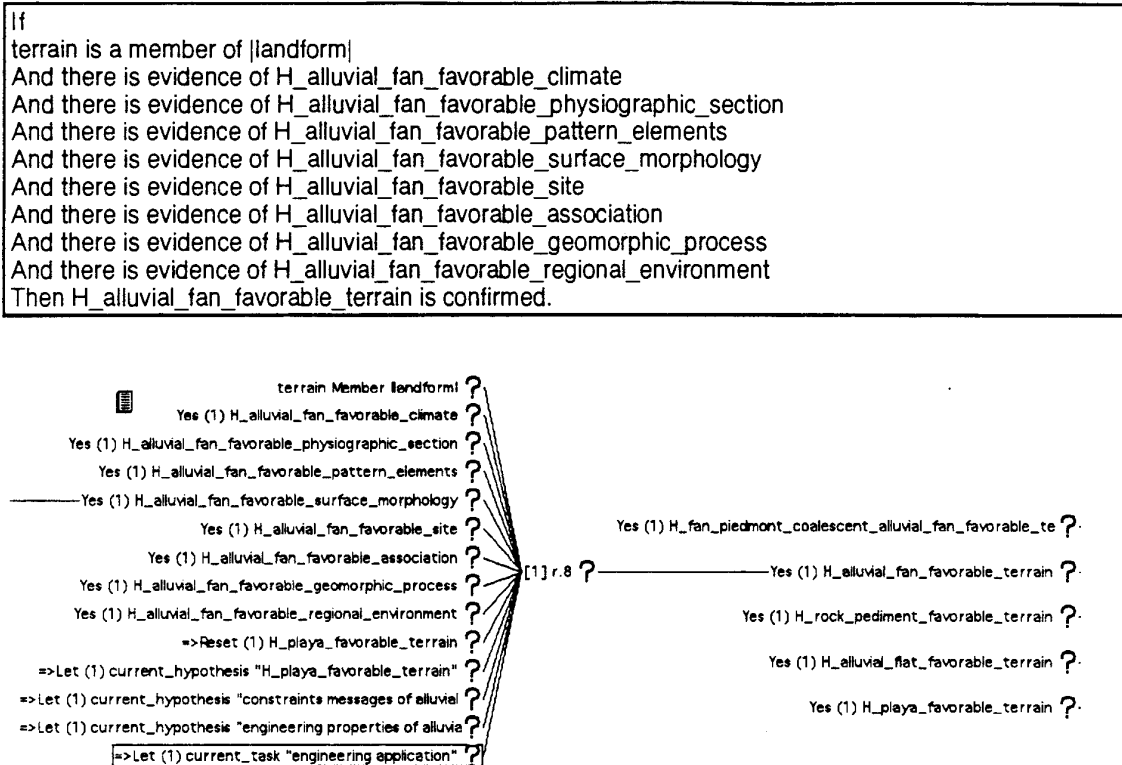 If
terrain is a member of |landform|
And there is evidence of H_alluvial_fan_favorable_climate
And there is evidence of H_alluvial_fan_favorable_physiographic_section
And there is evidence of H_alluvial_fan_favorable_pattern_elements
And there is evidence of H_alluvial_fan_favorable_surface_morphology
And there is evidence of H_alluvial_fan_favorable_site
And there is evidence of H_alluvial_fan_favorable_association
And there is evidence of H_alluvial_fan_favorable_geomorphic_process
And there is evidence of H_alluvial_fan_favorable_regional_environment
Then H_alluvial_fan_favorable_terrain is confirmed.
terrain Member |landform| ?
Yes (1) H_alluvial_fan_favorable_climate ?
Yes (1) H_alluvial_fan_favorable_physiographic_section ?
Yes (1) H_alluvial_fan_favorable_pattern_elements ?
Yes (1) H_alluvial_fan_favorable_surface_morphology ?
Yes (1) H_alluvial_fan_favorable_site ?
Yes (1) H_alluvial_fan_favorable_association ?
Yes (1) H_alluvial_fan_favorable_geomorphic_process ?
Yes (1) H_alluvial_fan_favorable_regional_environment ?
=>Reset (1) H_playa_favorable_terrain ?
=>Let (1) current_hypothesis "H_playa_favorable_terrain" ?
=>Let (1) current_hypothesis "constraints messages of alluvial ?
=>Let (1) current_hypothesis "engineering properties of alluvia ?
=>Let (1) current_task "engineering application" ?
[1] r.8 ?
Yes (1) H_fan_piedmont_coalescent_alluvial_fan_favorable_te ?
Yes (1) H_alluvial_fan_favorable_terrain ?
Yes (1) H_rock_pediment_favorable_terrain ?
Yes (1) H_alluvial_flat_favorable_terrain ?
Yes (1) H_playa_favorable_terrain ?